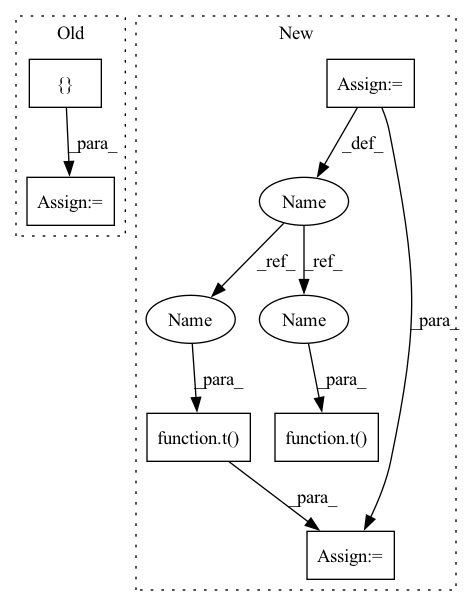 Old
New
{}
Assign:=
_para_
_def_
Assign:=
Name
_ref_
_ref_
_para_
Name
Name
_para_
_para_
function.t()
function.t()
_para_
Assign:=